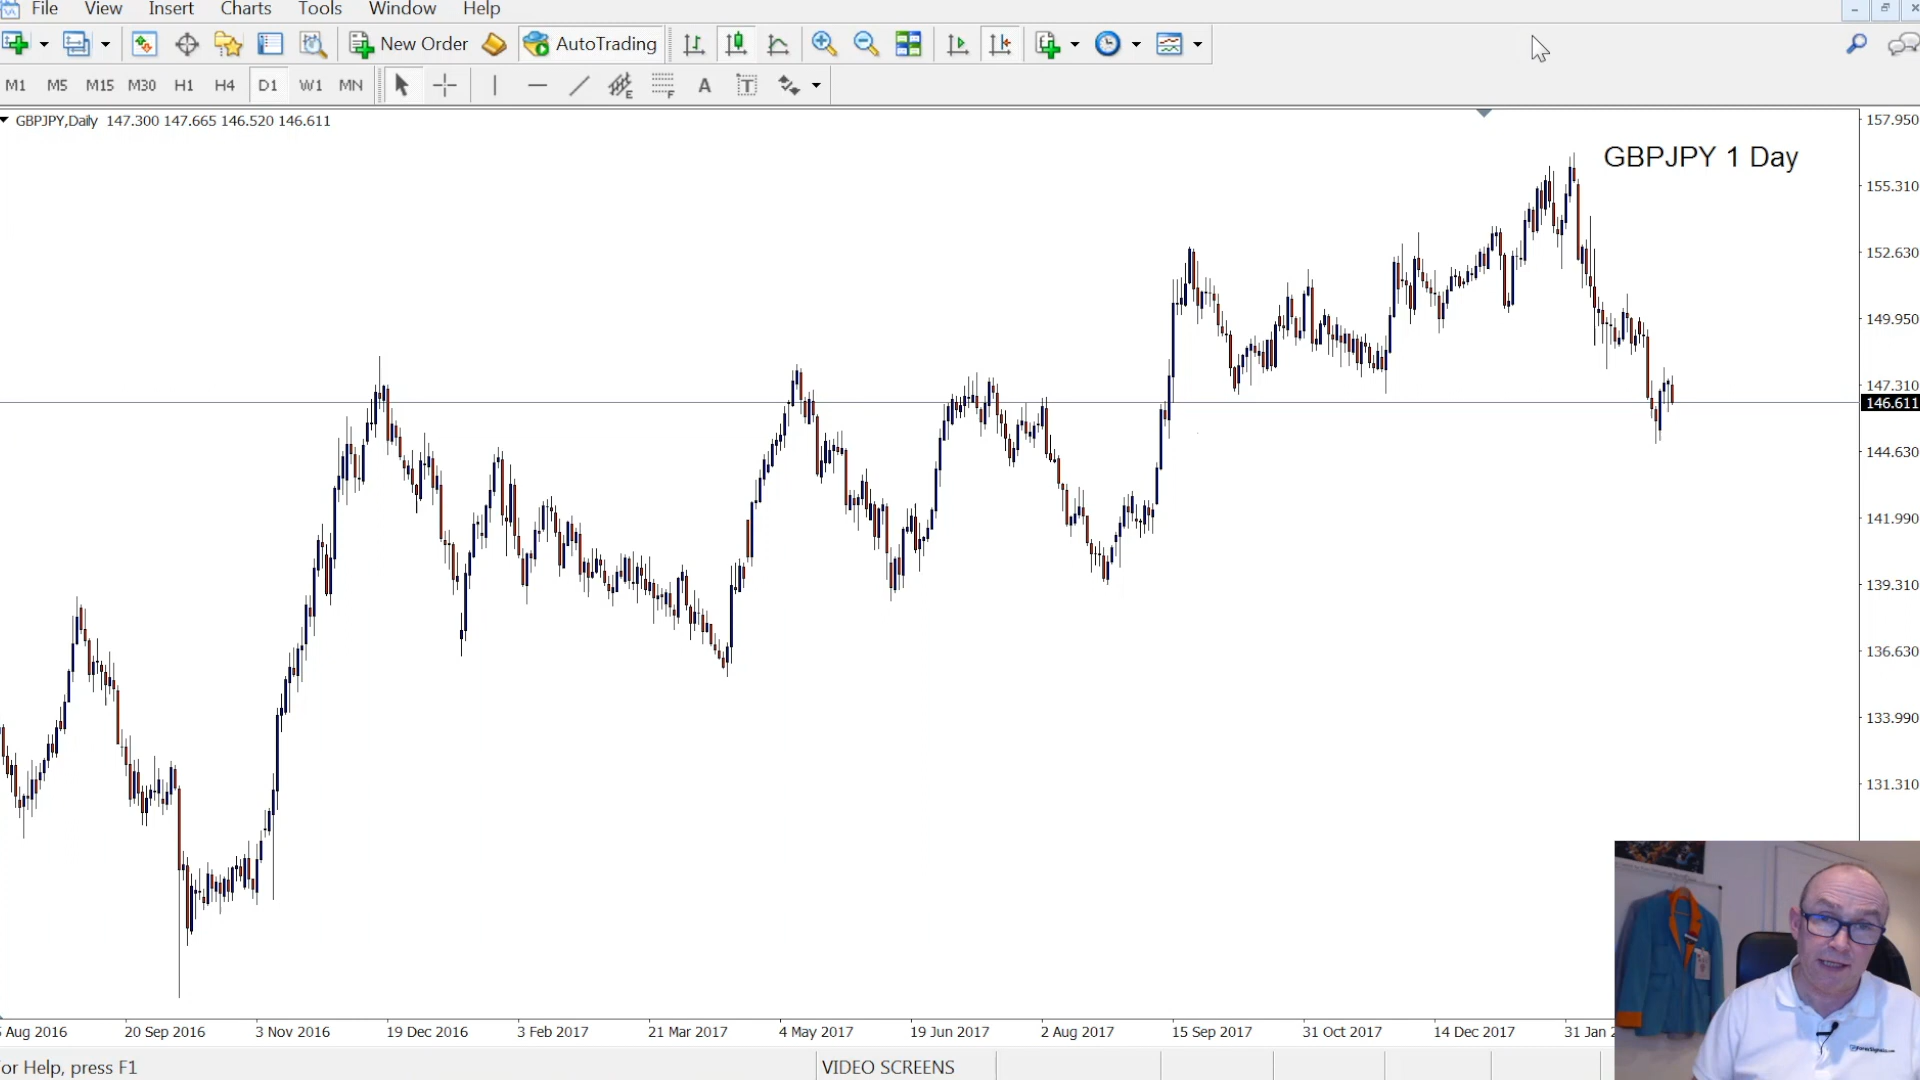 File View Insert Charts Tools Window Help
New Order AutoTrading
M1 M5 M15 M30 H1 H4 D1 W1 MN E F A T
GBPJPY,Daily 147.300 147.665 146.520 146.611
GBPJPY 1 Day
157.950
155.310
152.630
149.950
147.310
146.611
144.630
141.990
139.310
136.630
133.990
131.310
Aug 2016 20 Sep 2016 3 Nov 2016 19 Dec 2016 3 Feb 2017 21 Mar 2017 4 May 2017 19 Jun 2017 2 Aug 2017 15 Sep 2017 31 Oct 2017 14 Dec 2017 31 Jan 2
or Help, press F1 VIDEO SCREENS